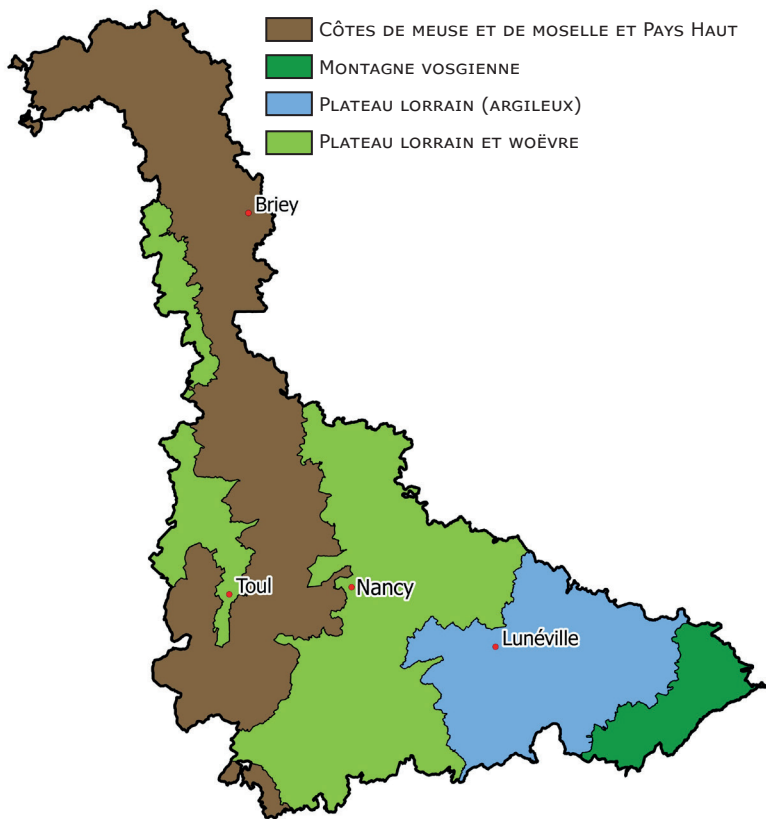 Côtes de meuse et de moselle et Pays Haut
Montagne vosgienne
Plateau lorrain (argileux)
Plateau lorrain et woëvre
Briey
Toul
Nancy
Lunéville